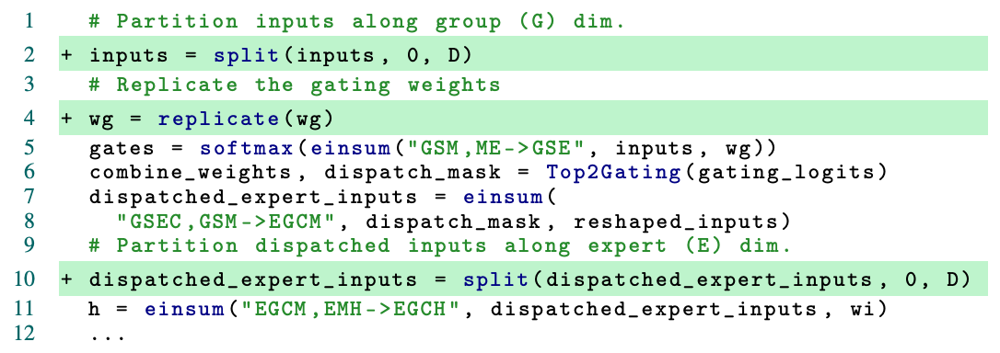 1 # Partition inputs along group (G) dim.
2 + inputs = split(inputs, 0, D)
3 # Replicate the gating weights
4 + wg = replicate(wg)
5 gates = softmax(einsum("GSM,ME->GSE", inputs, wg))
6 combine_weights, dispatch_mask = Top2Gating(gating_logits)
7 dispatched_expert_inputs = einsum(
8 "GSEC,GSM->EGCM", dispatch_mask, reshaped_inputs)
9 # Partition dispatched inputs along expert (E) dim.
10 + dispatched_expert_inputs = split(dispatched_expert_inputs, 0, D)
11 h = einsum("EGCM,EMH->EGCH", dispatched_expert_inputs, wi)
12 ...